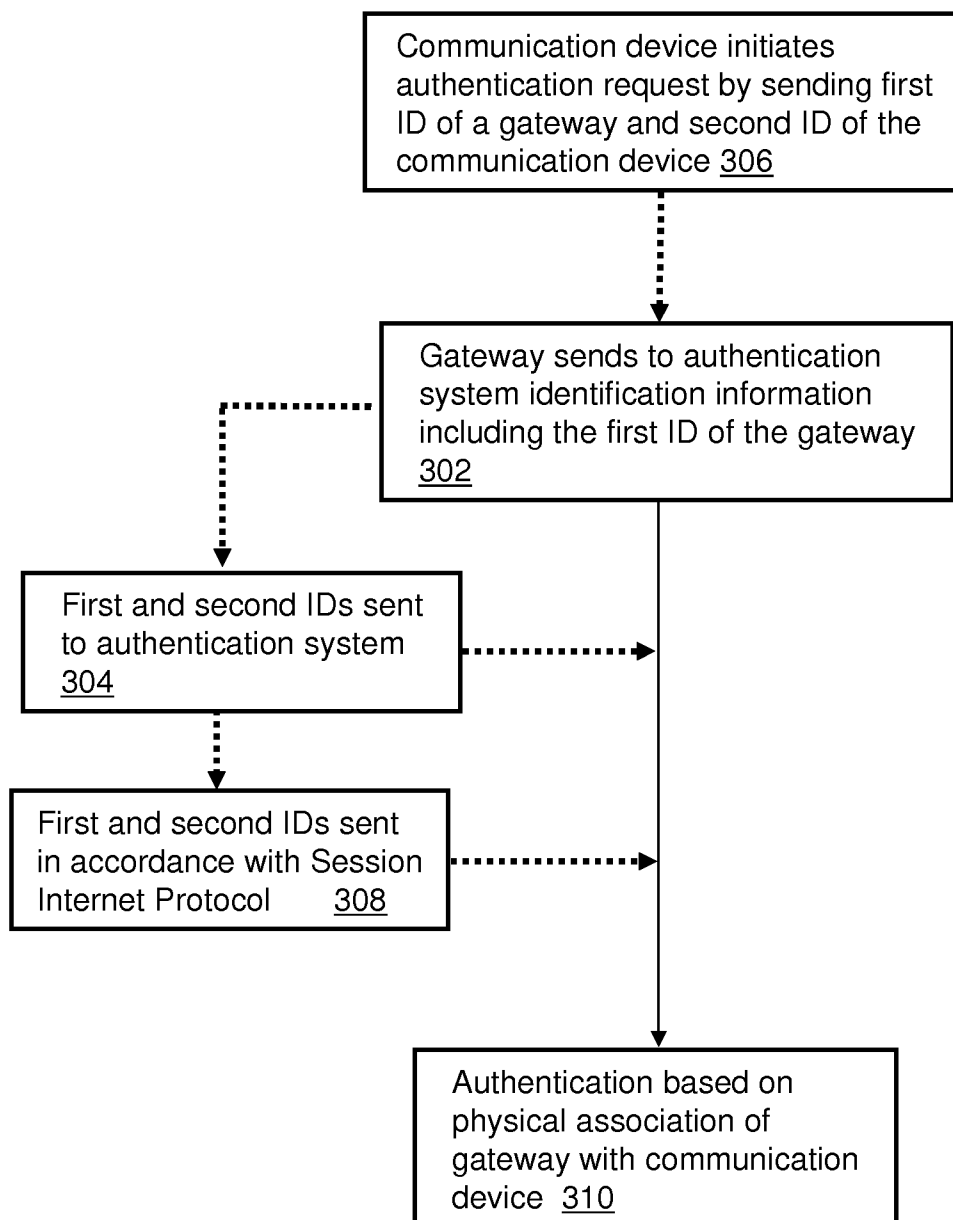 Communication device initiates
authentication request by sending first
ID of a gateway and second ID of the
communication device 306
Gateway sends to authentication
system identification information
including the first ID of the gateway
302
First and second IDs sent
to authentication system
304
First and second IDs sent
in accordance with Session
Internet Protocol 308
Authentication based on
physical association of
gateway with communication
device 310